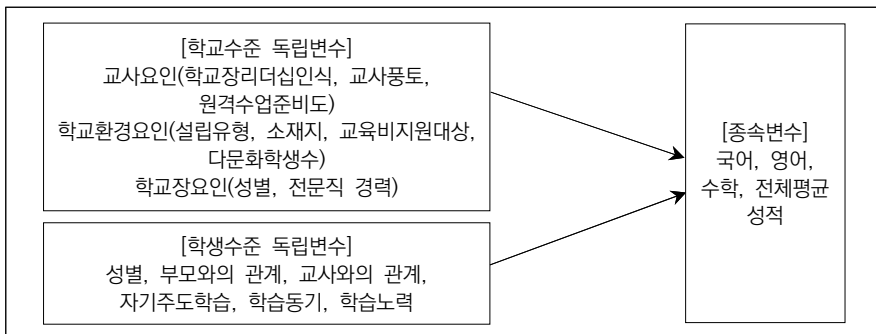 [학교수준 독립변수]
교사요인(학교장리더십인식, 교사풍토,
원격수업준비도)
학교환경요인(설립유형, 소재지, 교육비지원대상,
다문화학생수)
학교장요인(성별, 전문직 경력)
[학생수준 독립변수]
성별, 부모와의 관계, 교사와의 관계,
자기주도학습, 학습동기, 학습노력
[종속변수]
국어, 영어,
수학, 전체평균
성적